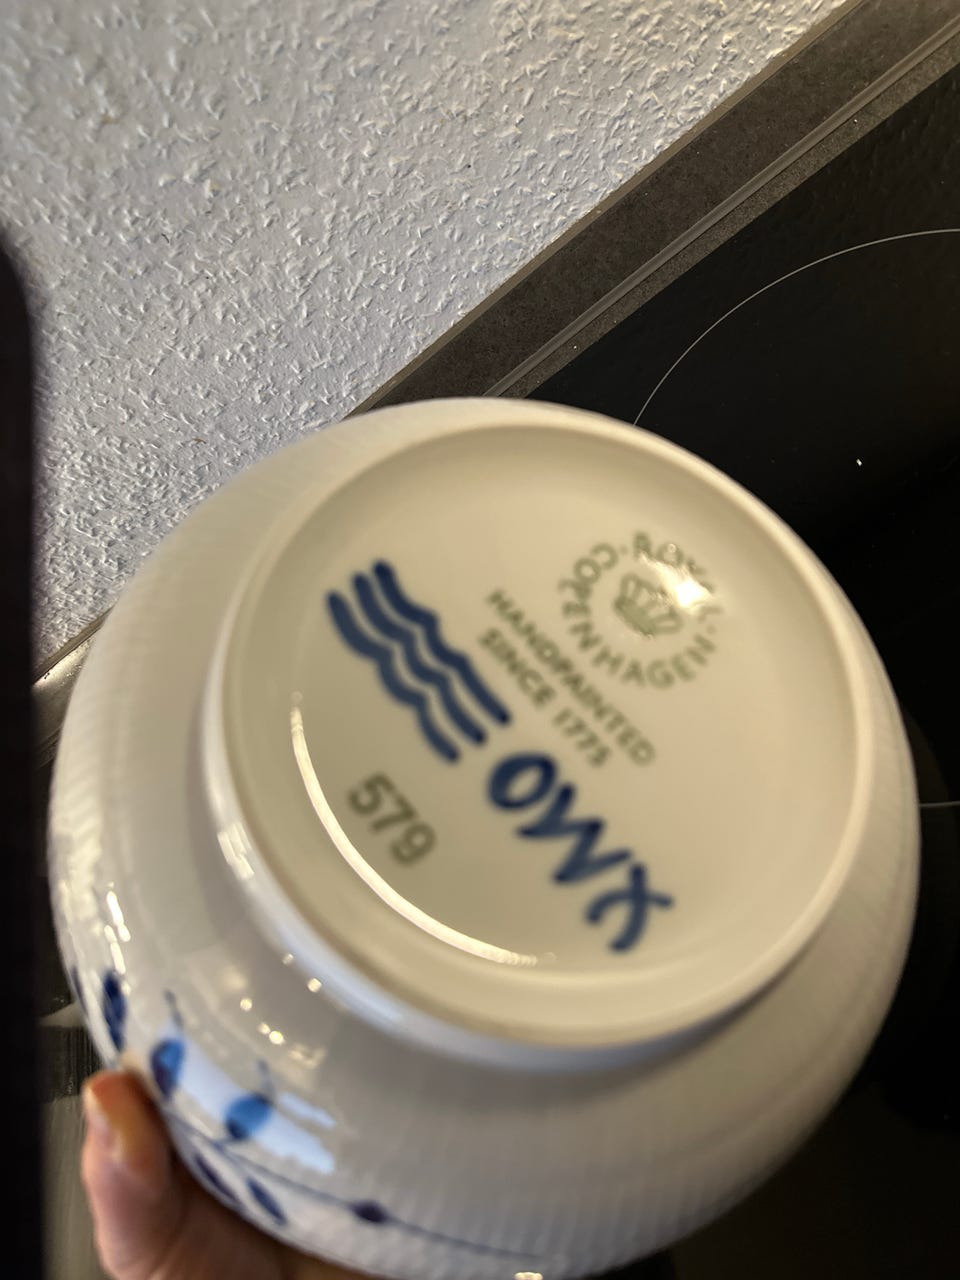 ROYAL COPENHAGEN
HANDPAINTED
SINCE 1775
579